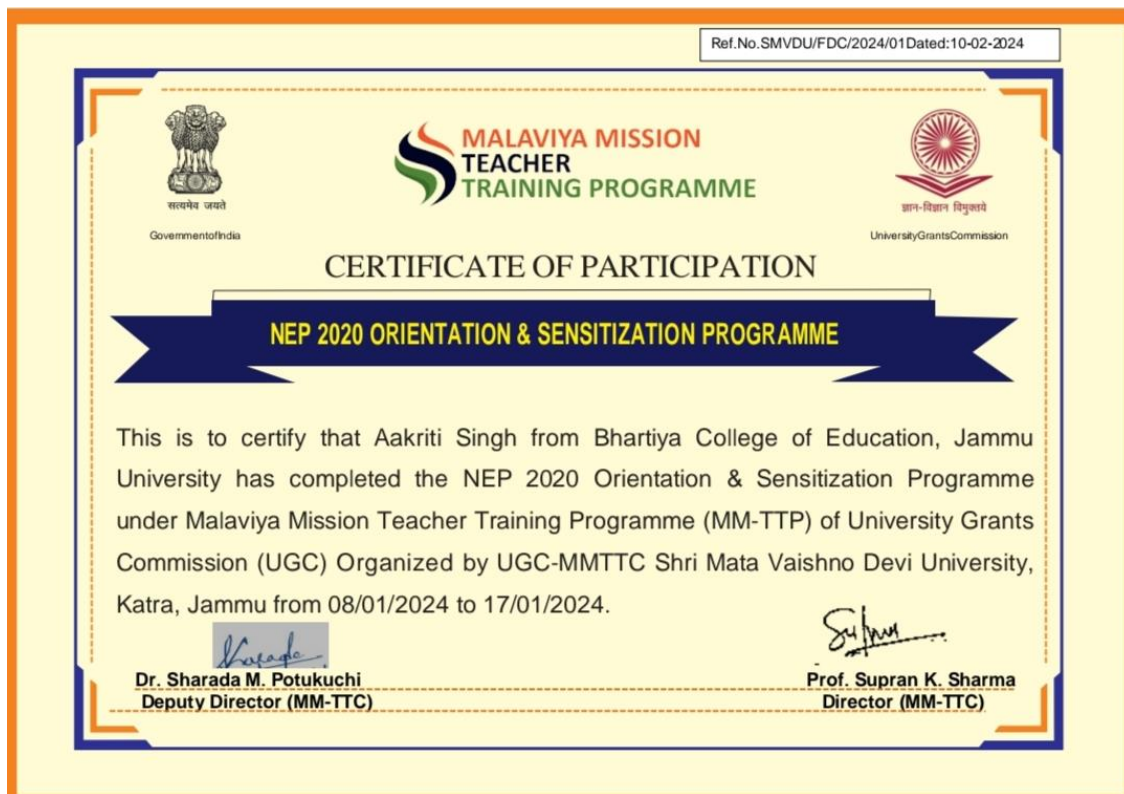 Ref.No.SMVDU/FDC/2024/01Dated:10-02-2024
MALAVIYA MISSION
TEACHER
TRAINING PROGRAMME
सत्यमेव जयते
ज्ञान-विज्ञान विमुक्तये
GovernmentofIndia
UniversityGrantsCommission
CERTIFICATE OF PARTICIPATION
NEP 2020 ORIENTATION & SENSITIZATION PROGRAMME
This is to certify that Aakriti Singh from Bhartiya College of Education, Jammu
University has completed the NEP 2020 Orientation & Sensitization Programme
under Malaviya Mission Teacher Training Programme (MM-TTP) of University Grants
Commission (UGC) Organized by UGC-MMTTC Shri Mata Vaishno Devi University,
Katra, Jammu from 08/01/2024 to 17/01/2024.
Dr. Sharada M. Potukuchi
Deputy Director (MM-TTC)
Prof. Supran K. Sharma
Director (MM-TTC)